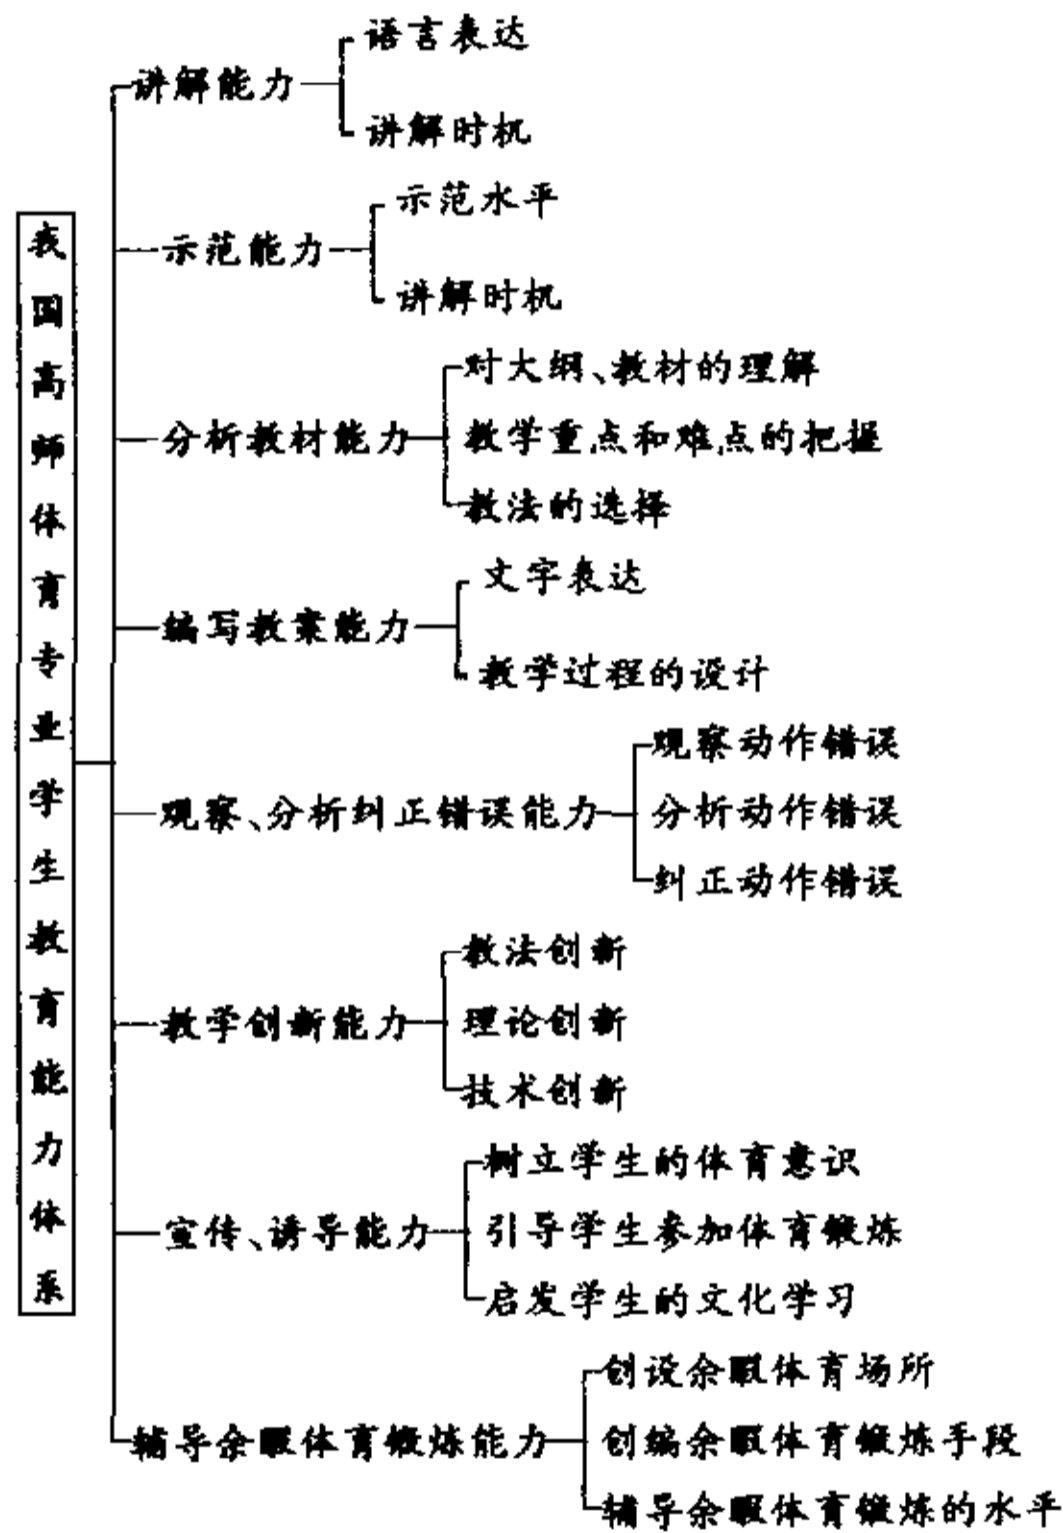 我国高师体育专业学生教育能力体系
讲解能力
语言表达
讲解时机
示范能力
示范水平
讲解时机
分析教材能力
对大纲、教材的理解
教学重点和难点的把握
教法的选择
编写教案能力
文字表达
教学过程的设计
观察、分析纠正错误能力
观察动作错误
分析动作错误
纠正动作错误
教学创新能力
教法创新
理论创新
技术创新
宣传、诱导能力
树立学生的体育意识
引导学生参加体育锻炼
启发学生的文化学习
辅导余暇体育锻炼能力
创设余暇体育场所
创编余暇体育锻炼手段
辅导余暇体育锻炼的水平